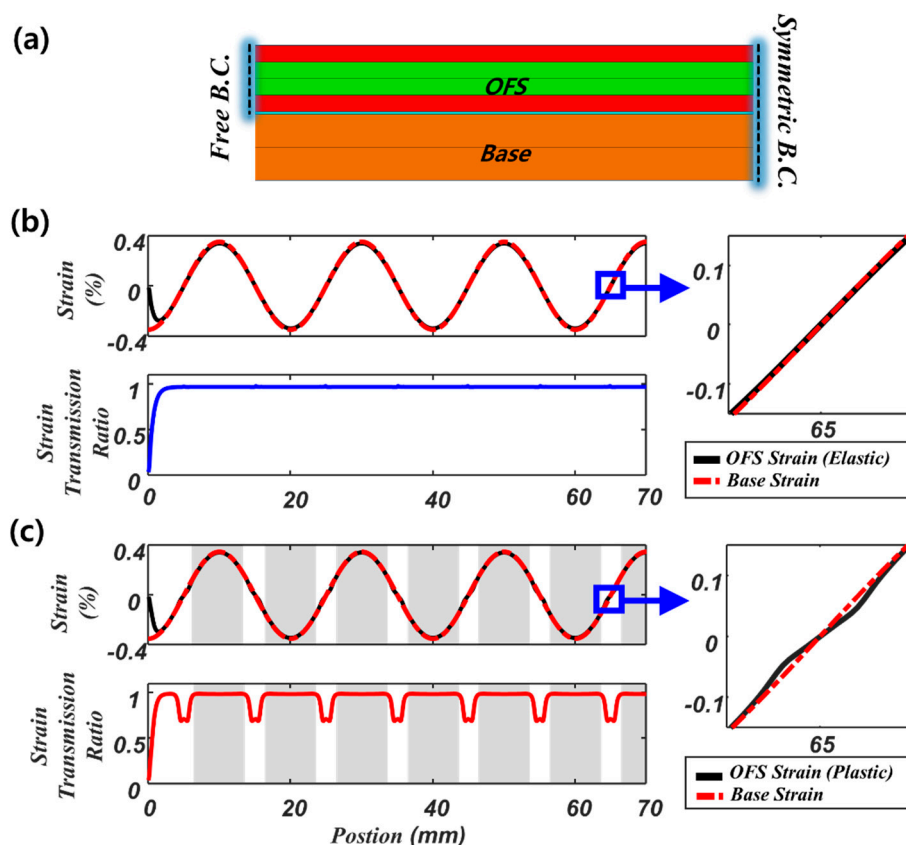 (a)
Free B.C.
OFS
Base
Symmetric B.C.
(b)
Strain
(%)
0.4
0
-0.4
0.1
0
-0.1
65
Strain
Transmission
Ratio
1
0.5
0
0
20
40
60
70
OFS Strain (Elastic)
Base Strain
(c)
Strain
(%)
0.4
0
-0.4
0.1
0
-0.1
65
Strain
Transmission
Ratio
1
0.5
0
0
20
40
60
70
Postion (mm)
OFS Strain (Plastic)
Base Strain